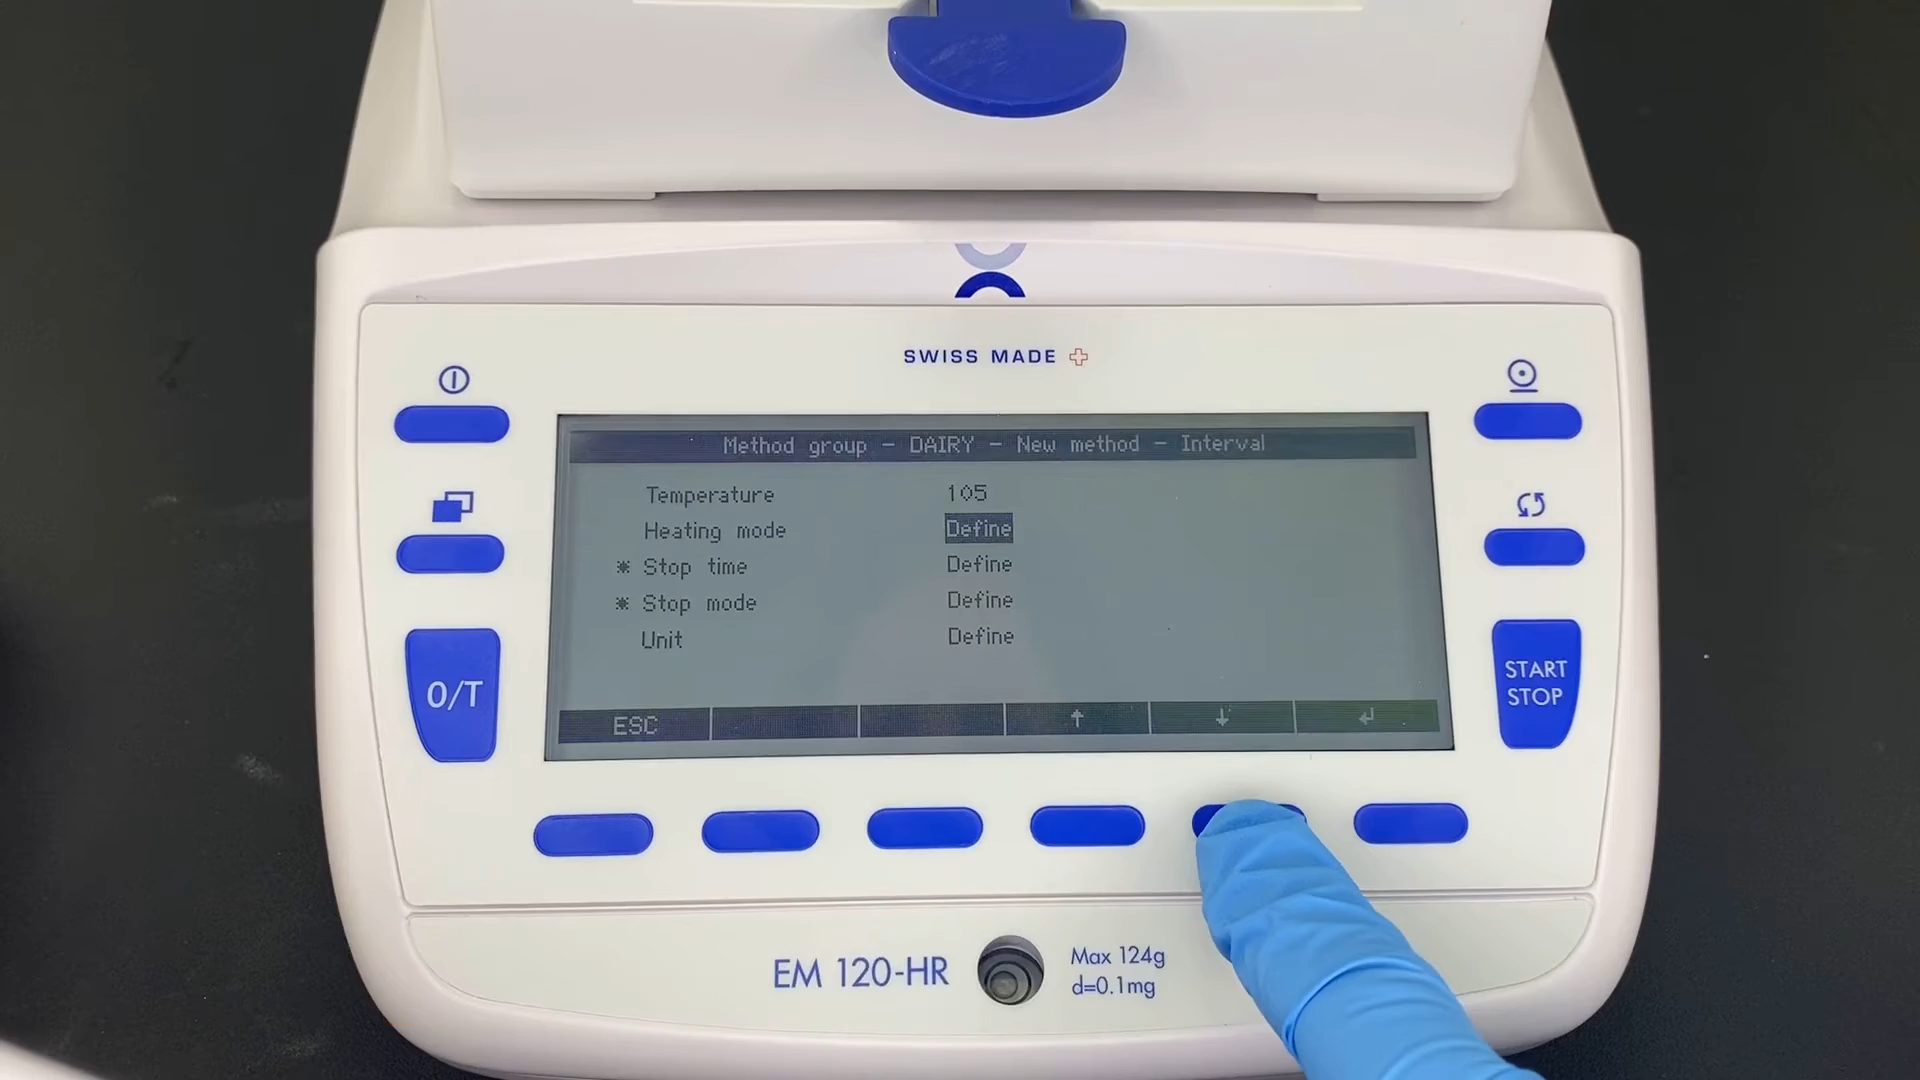 SWISS MADE
Method group - DAIRY - New method - Interval
Temperature 105
Heating mode Define
* Stop time Define
* Stop mode Define
Unit Define
ESC ↑ ↓ ↵
0/T
START
STOP
EM 120-HR
Max 124g
d=0.1mg